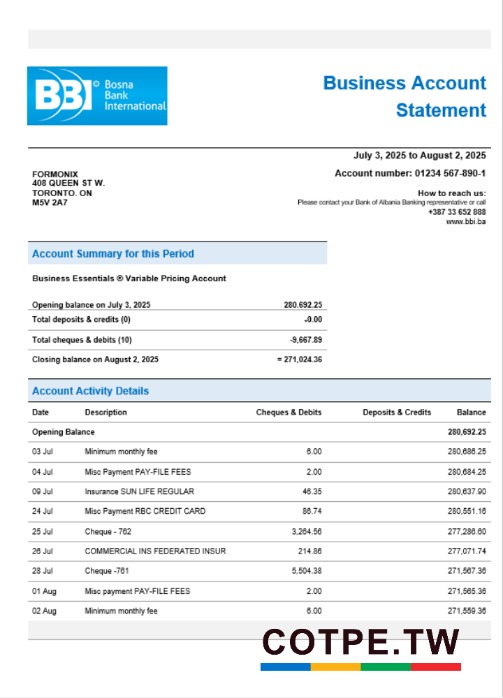 BBI © Bosna
Bank
International
Business Account
Statement
July 3, 2025 to August 2, 2025
FORMONIX
408 QUEEN ST W.
TORONTO. ON
M5V 2A7
Account number: 01234 567-890-1
How to reach us:
Please contact your Bank of Albania Banking representative or call
+387 33 652 888
www.bbi.ba
Account Summary for this Period
Business Essentials ® Variable Pricing Account
Opening balance on July 3, 2025 280,692.25
Total deposits & credits (0) -0.00
Total cheques & debits (10) -9,667.89
Closing balance on August 2, 2025 = 271,024.36
Account Activity Details
Date Description Cheques & Debits Deposits & Credits Balance
Opening Balance 280,692.25
03 Jul Minimum monthly fee 6.00 280,686.25
04 Jul Misc Payment PAY-FILE FEES 2.00 280,684.25
09 Jul Insurance SUN LIFE REGULAR 46.35 280,637.90
24 Jul Misc Payment RBC CREDIT CARD 86.74 280,551.16
25 Jul Cheque - 762 3,264.56 277,286.60
26 Jul COMMERCIAL INS FEDERATED INSUR 214.86 277,071.74
28 Jul Cheque -761 5,504.38 271,567.36
01 Aug Misc payment PAY-FILE FEES 2.00 271,565.36
02 Aug Minimum monthly fee 6.00 271,559.36
COTPE.TW